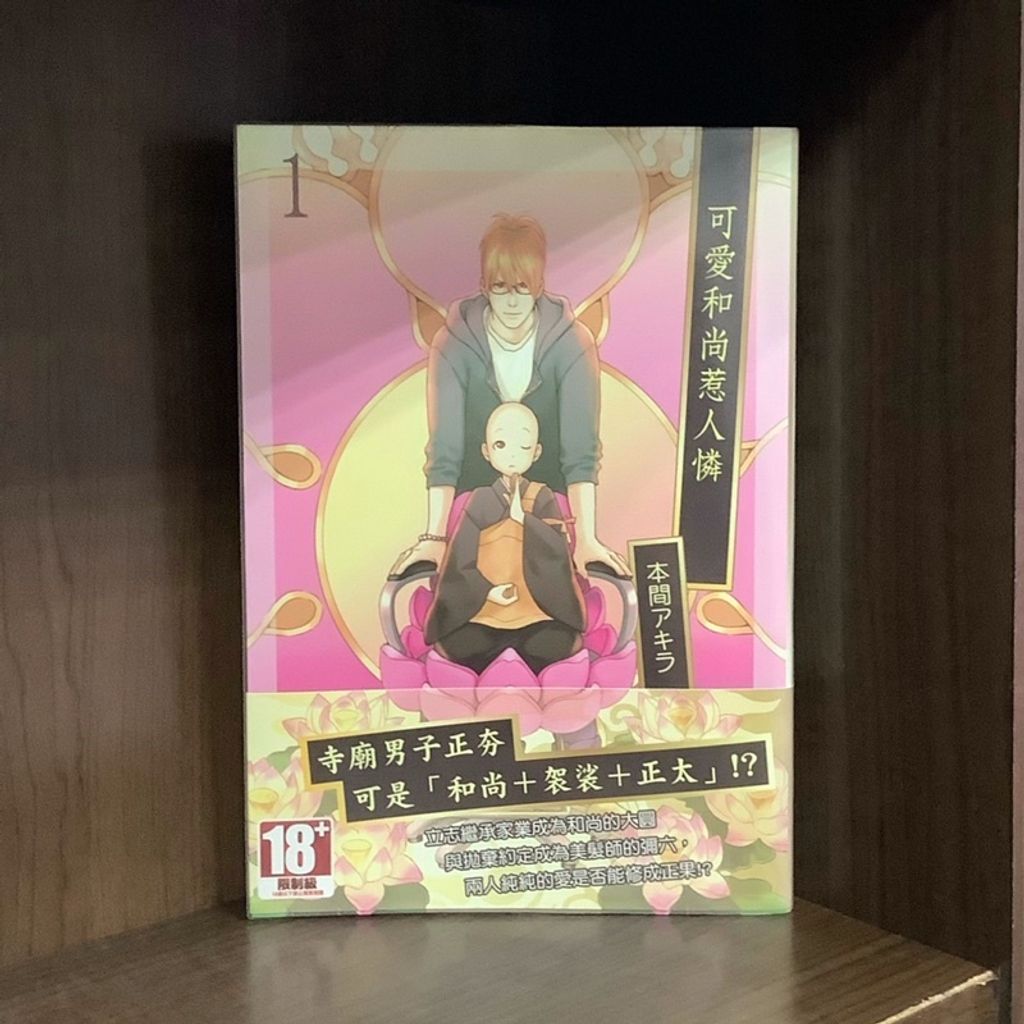 1
可愛和尚惹人憐
本間アキラ
寺廟男子正夯
可是「和尚＋袈裟＋正太」!?
立志繼承家業成為和尚的大圓
與拋棄約定成為美髮師的彌六，
兩人純純的愛是否能修成正果!?
18+
限制級